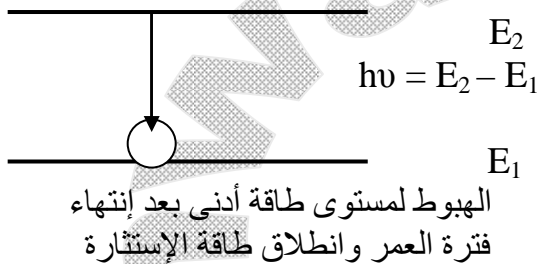 E₂
hυ = E₂ – E₁
E₁
الهبوط لمستوى طاقة أدنى بعد إنتهاء
فترة العمر وانطلاق طاقة الإستثارة